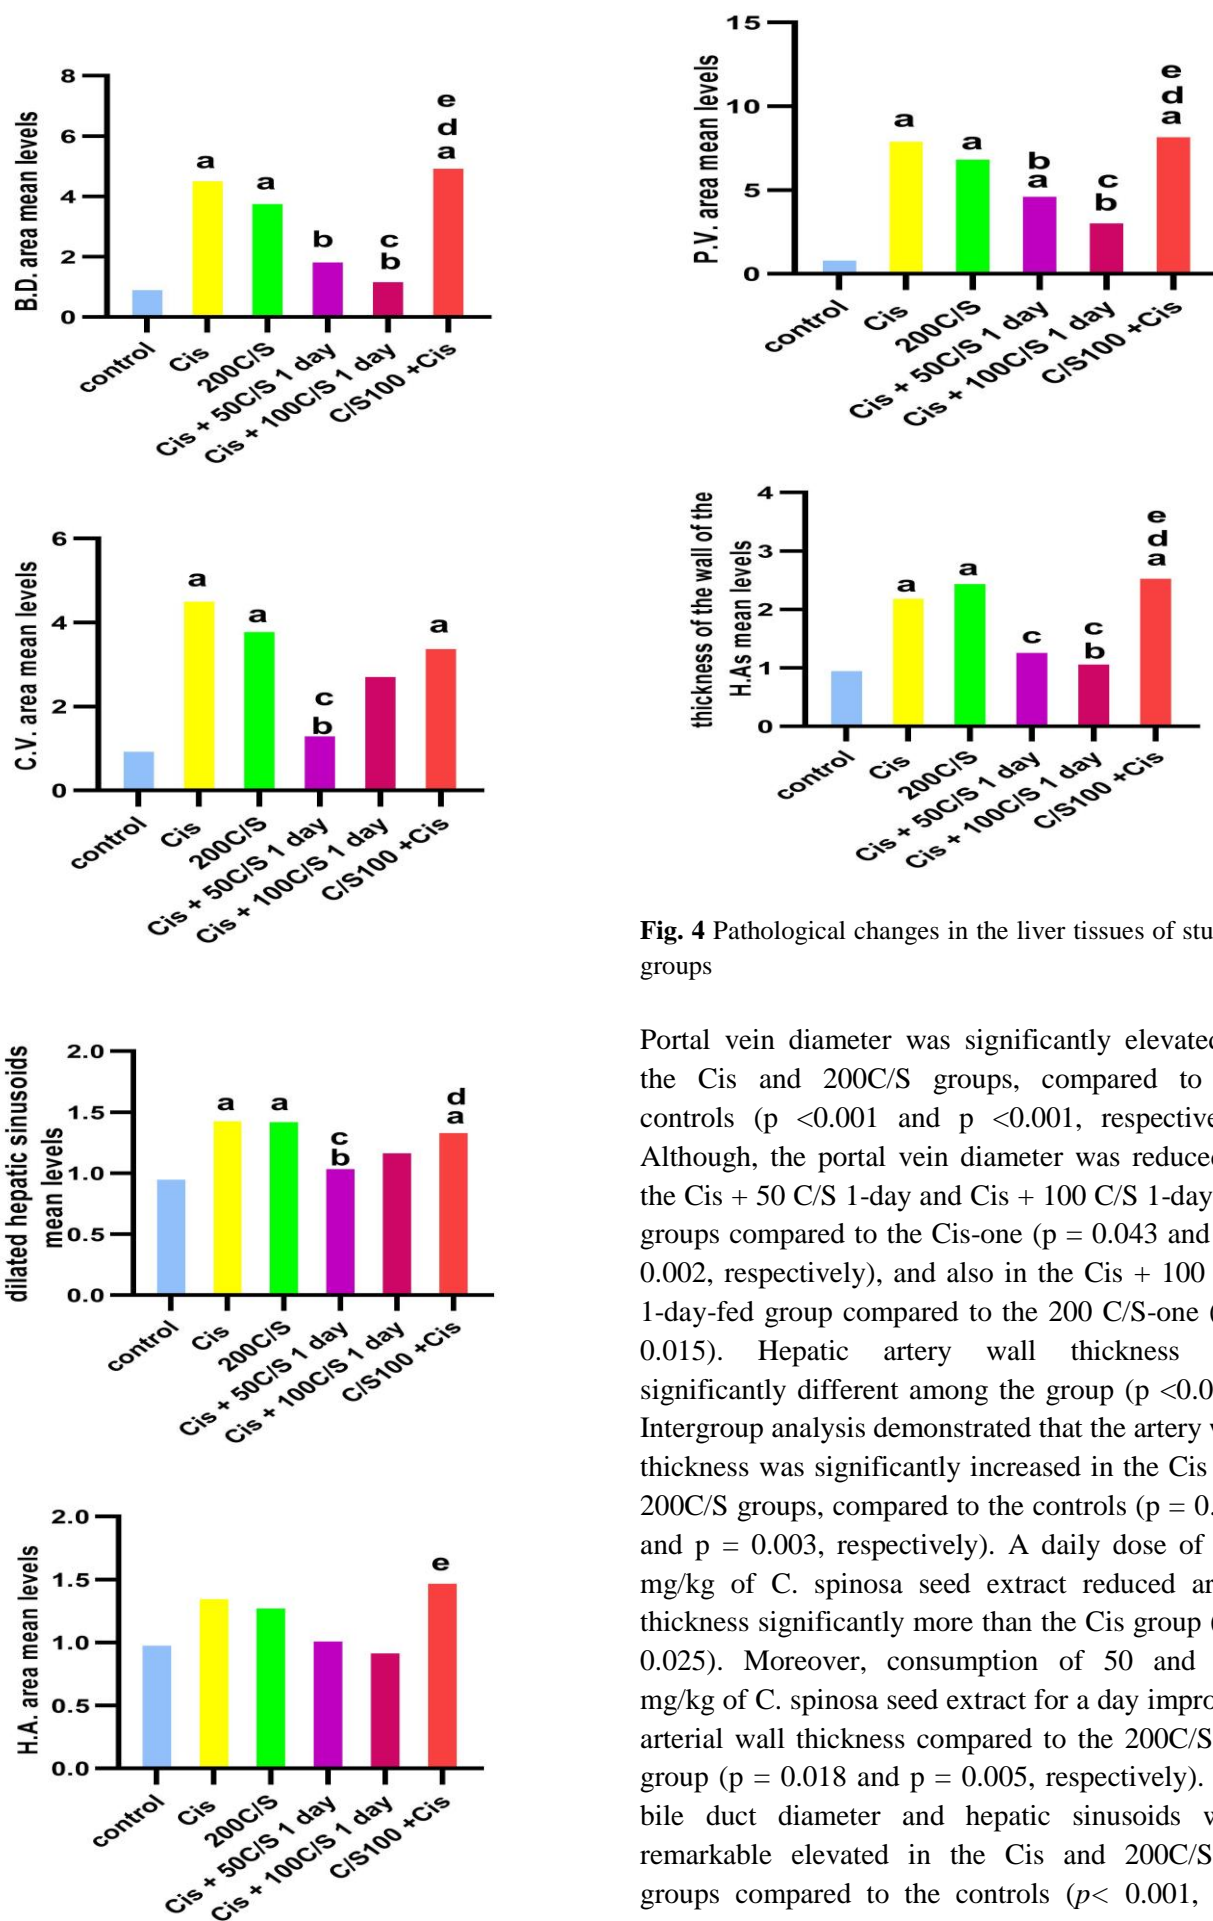 B.D. area mean levels
8
6
4
2
0
a
a
b
c
b
e
d
a
control
Cis
200C/S
Cis + 50C/S 1 day
Cis + 100C/S 1 day
C/S100 +Cis
C.V. area mean levels
6
4
2
0
a
a
c
b
a
control
Cis
200C/S
Cis + 50C/S 1 day
Cis + 100C/S 1 day
C/S100 +Cis
dilated hepatic sinusoids
mean levels
2.0
1.5
1.0
0.5
0.0
a
a
c
b
d
a
control
Cis
200C/S
Cis + 50C/S 1 day
Cis + 100C/S 1 day
C/S100 +Cis
H.A. area mean levels
2.0
1.5
1.0
0.5
0.0
e
control
Cis
200C/S
Cis + 50C/S 1 day
Cis + 100C/S 1 day
C/S100 +Cis
P.V. area mean levels
15
10
5
0
a
a
b
a
c
b
e
d
a
control
Cis
200C/S
Cis + 50C/S 1 day
Cis + 100C/S 1 day
C/S100 +Cis
thickness of the wall of the
H.As mean levels
4
3
2
1
0
a
a
c
c
b
e
d
a
control
Cis
200C/S
Cis + 50C/S 1 day
Cis + 100C/S 1 day
C/S100 +Cis
Fig. 4 Pathological changes in the liver tissues of
groups
Portal vein diameter was significantly elevated
the Cis and 200C/S groups, compared to
controls (p <0.001 and p <0.001,
Although, the portal vein diameter was reduced
the Cis + 50 C/S 1-day and Cis + 100 C/S 1-day
groups compared to the Cis-one (p = 0.043 and
0.002, respectively), and also in the Cis + 100
1-day-fed group compared to the 200 C/S-one (
0.015). Hepatic artery wall thickness
significantly different among the group (p
Intergroup analysis demonstrated that the artery
thickness was significantly increased in the Cis
200C/S groups, compared to the controls (p =
and p = 0.003, respectively). A daily dose of
mg/kg of C. spinosa seed extract reduced
thickness significantly more than the Cis group (
0.025). Moreover, consumption of 50 and
mg/kg of C. spinosa seed extract for a day
arterial wall thickness compared to the 200C/S
group (p = 0.018 and p = 0.005, respectively).
bile duct diameter and hepatic sinusoids
remarkable elevated in the Cis and 200C/S
groups compared to the controls (p< 0.001,